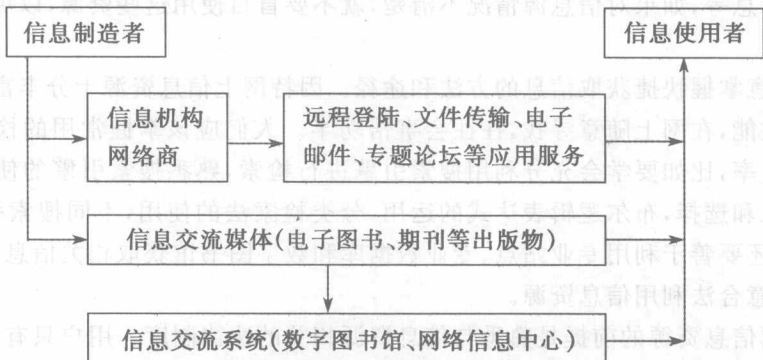 信息制造者
信息使用者
信息机构
网络商
远程登陆、文件传输、电子
邮件、专题论坛等应用服务
信息交流媒体(电子图书、期刊等出版物)
信息交流系统(数字图书馆、网络信息中心)